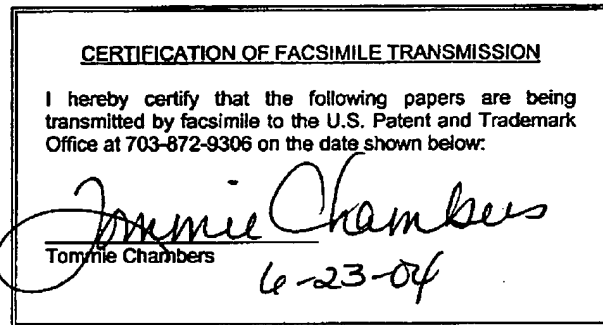 CERTIFICATION OF FACSIMILE TRANSMISSION
I hereby certify that the following papers are being
transmitted by facsimile to the U.S. Patent and Trademark
Office at 703-872-9306 on the date shown below:
Tommie Chambers
Tommie Chambers
6-23-04